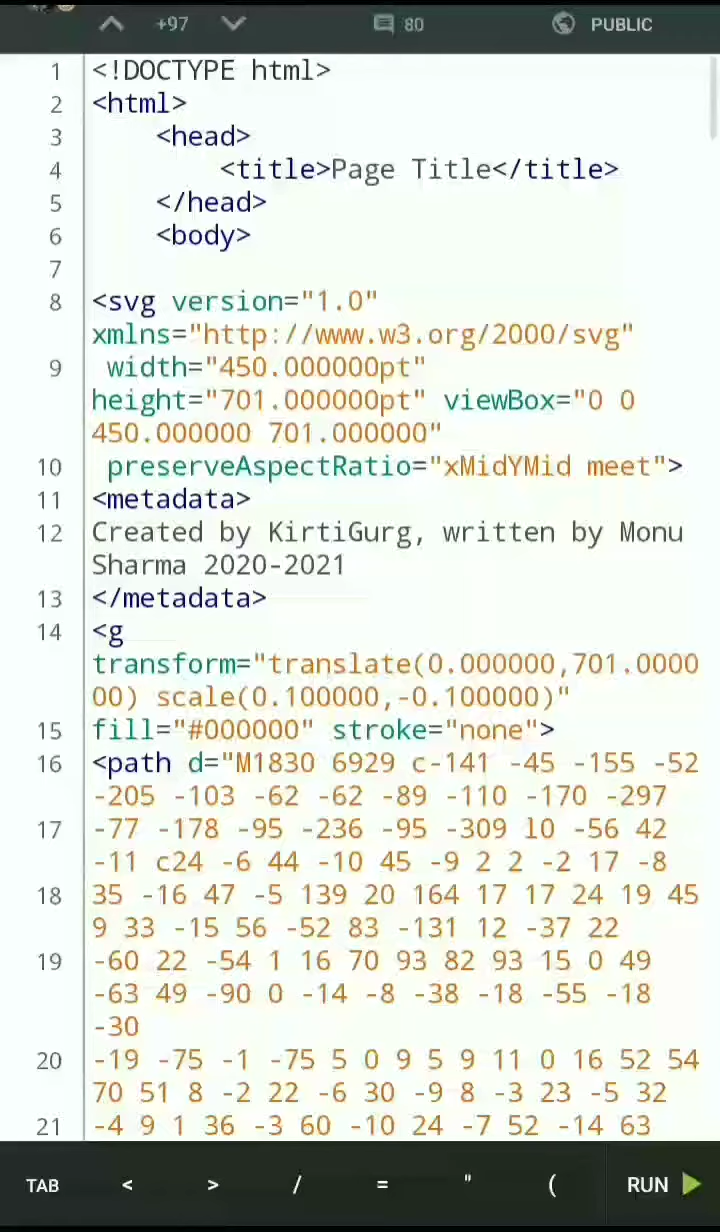 +97 80 PUBLIC
1 <!DOCTYPE html>
2 <html>
3 <head>
4 <title>Page Title</title>
5 </head>
6 <body>
7
8 <svg version="1.0"
xmlns="http://www.w3.org/2000/svg"
9 width="450.000000pt"
height="701.000000pt" viewBox="0 0
450.000000 701.000000"
10 preserveAspectRatio="xMidYMid meet">
11 <metadata>
12 Created by KirtiGurg, written by Monu
Sharma 2020-2021
13 </metadata>
14 <g
transform="translate(0.000000,701.0000
00) scale(0.100000,-0.100000)"
15 fill="#000000" stroke="none">
16 <path d="M1830 6929 c-141 -45 -155 -52
-205 -103 -62 -62 -89 -110 -170 -297
17 -77 -178 -95 -236 -95 -309 l0 -56 42
-11 c24 -6 44 -10 45 -9 2 2 -2 17 -8
18 35 -16 47 -5 139 20 164 17 17 24 19 45
9 33 -15 56 -52 83 -131 12 -37 22
19 -60 22 -54 1 16 70 93 82 93 15 0 49
-63 49 -90 0 -14 -8 -38 -18 -55 -18
-30
20 -19 -75 -1 -75 5 0 9 5 9 11 0 16 52 54
70 51 8 -2 22 -6 30 -9 8 -3 23 -5 32
21 -4 9 1 36 -3 60 -10 24 -7 52 -14 63
TAB < > / = " ( RUN